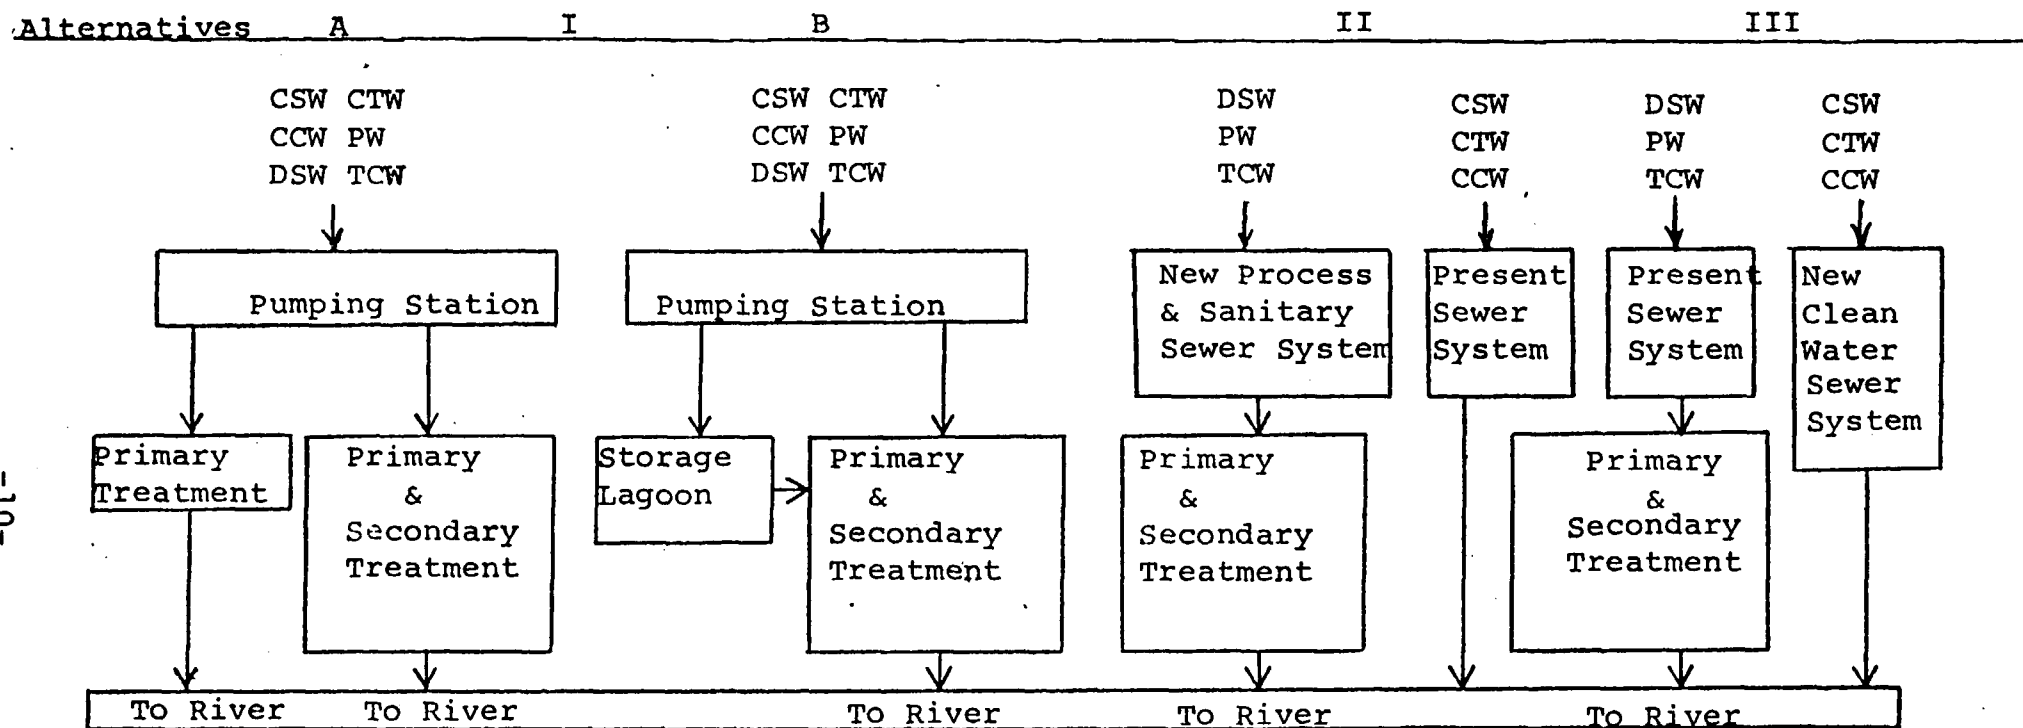 Alternatives A I B II III
CSW CTW
CCW PW
DSW TCW
CSW CTW
CCW PW
DSW TCW
DSW
PW
TCW
CSW
CTW
CCW
DSW
PW
TCW
CSW
CTW
CCW
Pumping Station
Pumping Station
New Process
& Sanitary
Sewer System
Present
Sewer
System
Present
Sewer
System
New
Clean
Water
Sewer
System
Primary
Treatment
Primary
&
Secondary
Treatment
Storage
Lagoon
Primary
&
Secondary
Treatment
Primary
&
Secondary
Treatment
Primary
&
Secondary
Treatment
To River
To River
To River
To River
To River
-10-